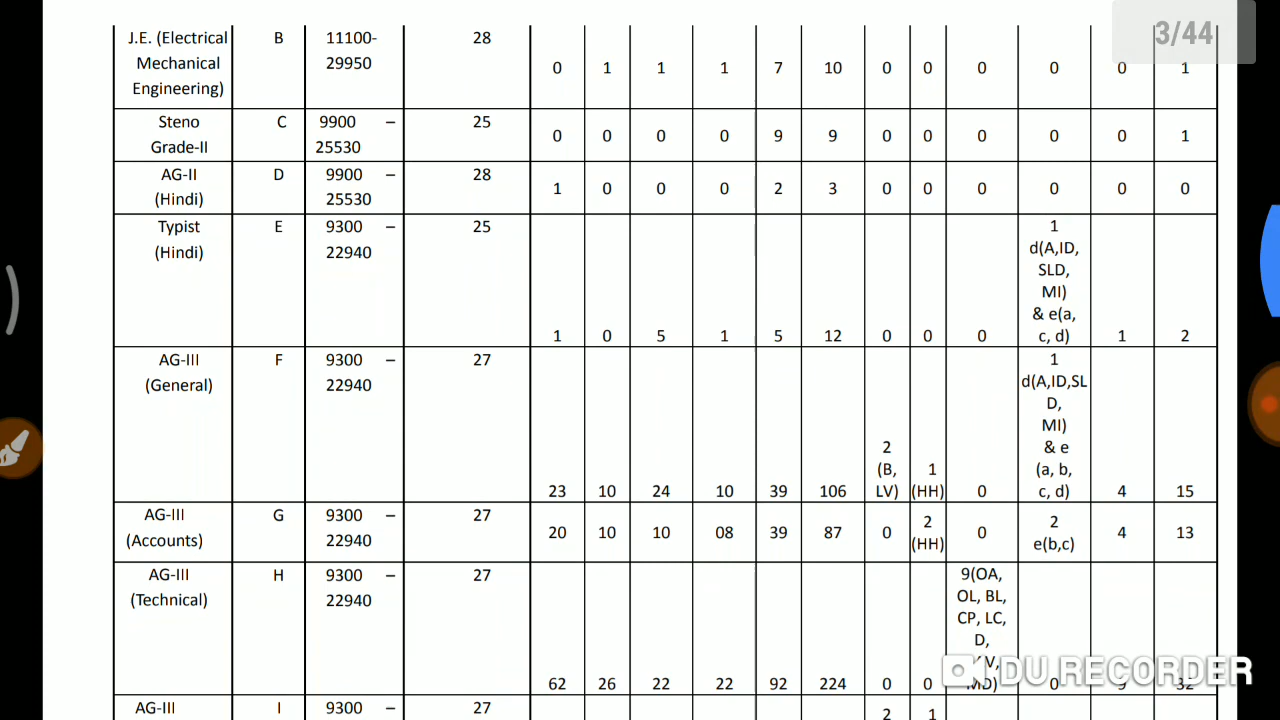 3/44
J.E. (Electrical B 11100- 28
Mechanical 29950 0 1 1 1 7 10 0 0 0 0 0 1
Engineering)
Steno C 9900 – 25
0 0 0 0 9 9 0 0 0 0 0 1
Grade-II 25530
AG-II D 9900 – 28
1 0 0 0 2 3 0 0 0 0 0 0
(Hindi) 25530
Typist E 9300 – 25 1
(Hindi) 22940 d(A,ID,
SLD,
MI)
& e(a,
1 0 5 1 5 12 0 0 0 c, d) 1 2
AG-III F 9300 – 27 1
(General) 22940 d(A,ID,SL
D,
MI)
2 & e
(B, 1 (a, b,
23 10 24 10 39 106 LV) (HH) 0 c, d) 4 15
AG-III G 9300 – 27 2 2
20 10 10 08 39 87 0 0 4 13
(Accounts) 22940 (HH) e(b,c)
AG-III H 9300 – 27 9(OA,
(Technical) 22940 OL, BL,
CP, LC,
D,
DU RECORDER
62 26 22 22 92 224 0 0 MD) 0 9 32
AG-III I 9300 – 27 2 1